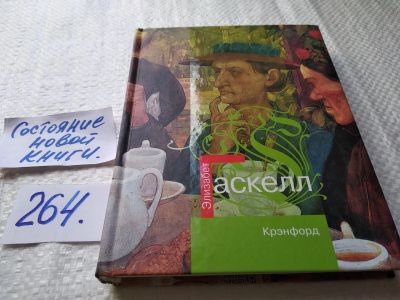 Состояние
новой
книги.
264.
Элизабет
Гаскелл
Крэнфорд